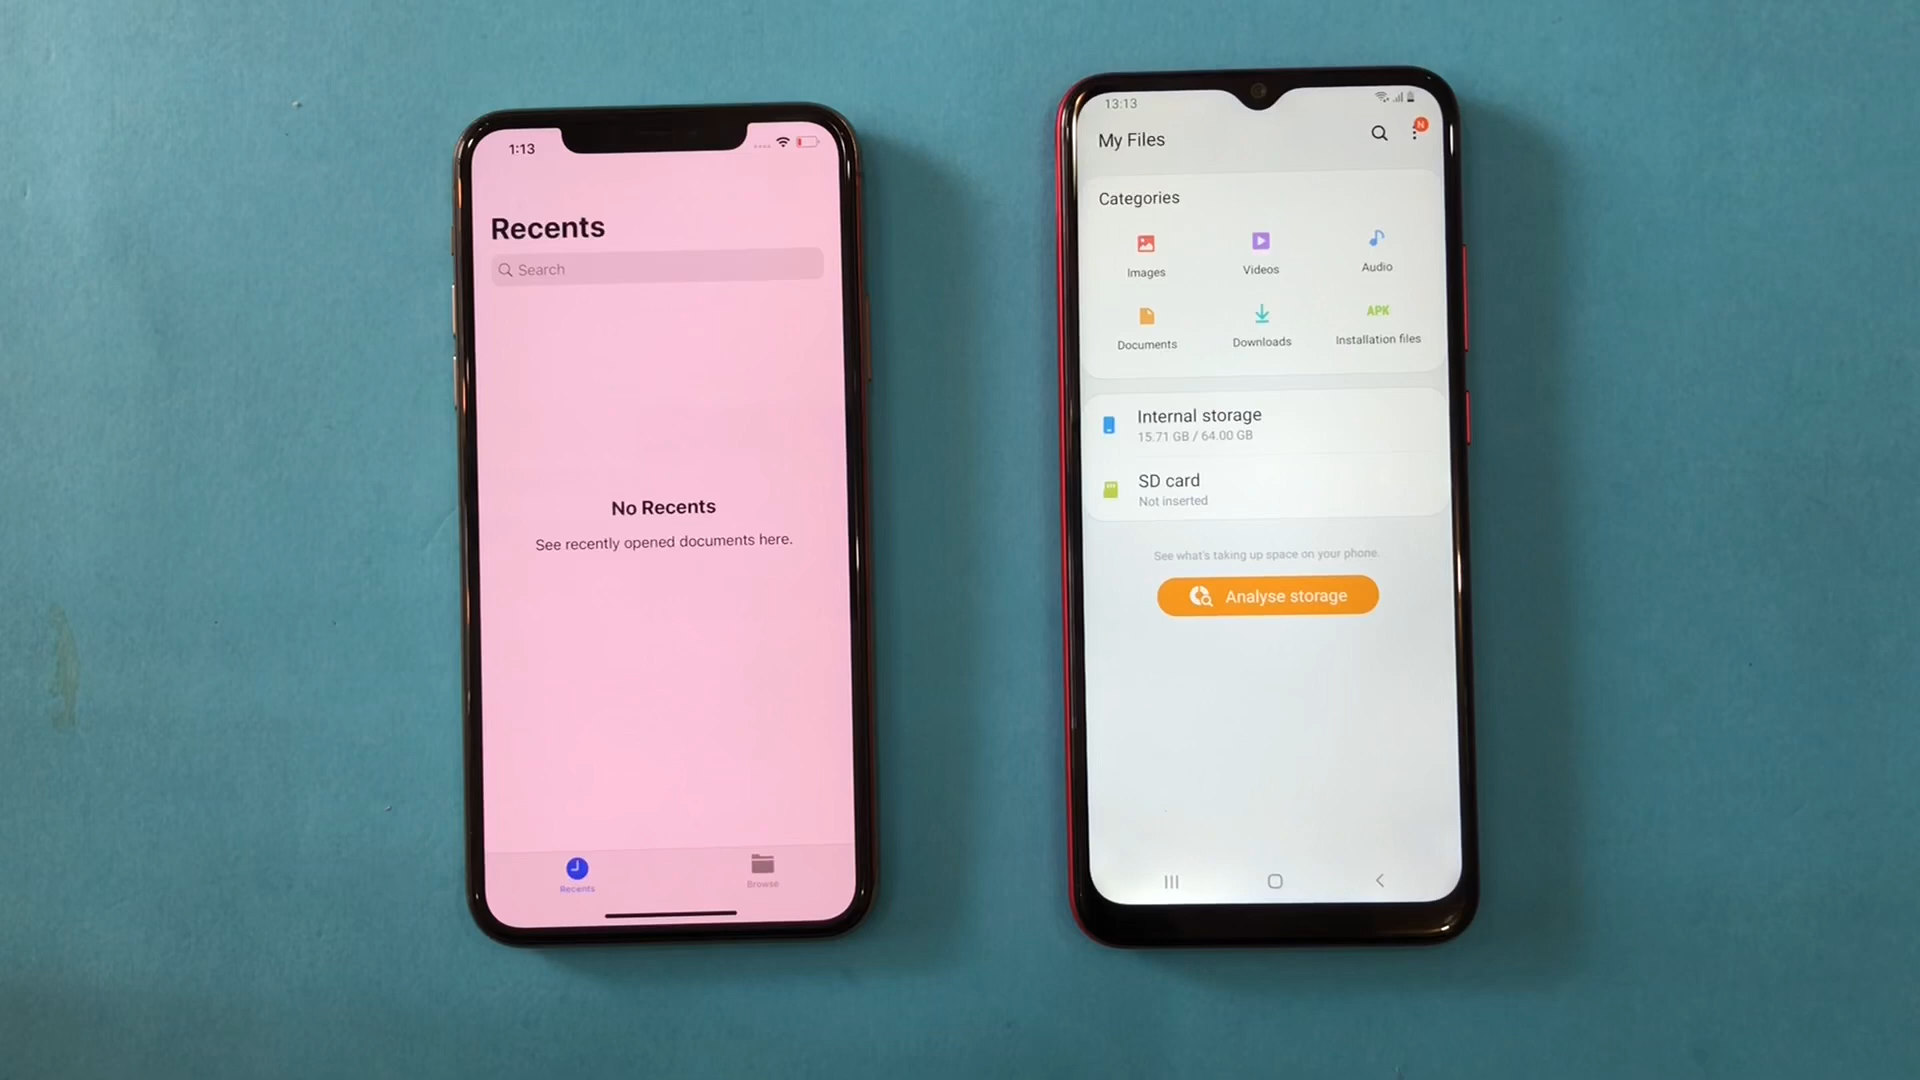 1:13
Recents
Search
No Recents
See recently opened documents here.
Recents
Browse
13:13
My Files
N
Categories
Images
Videos
Audio
APK
Documents
Downloads
Installation files
Internal storage
15.71 GB / 64.00 GB
SD card
Not inserted
See what's taking up space on your phone.
Analyse storage